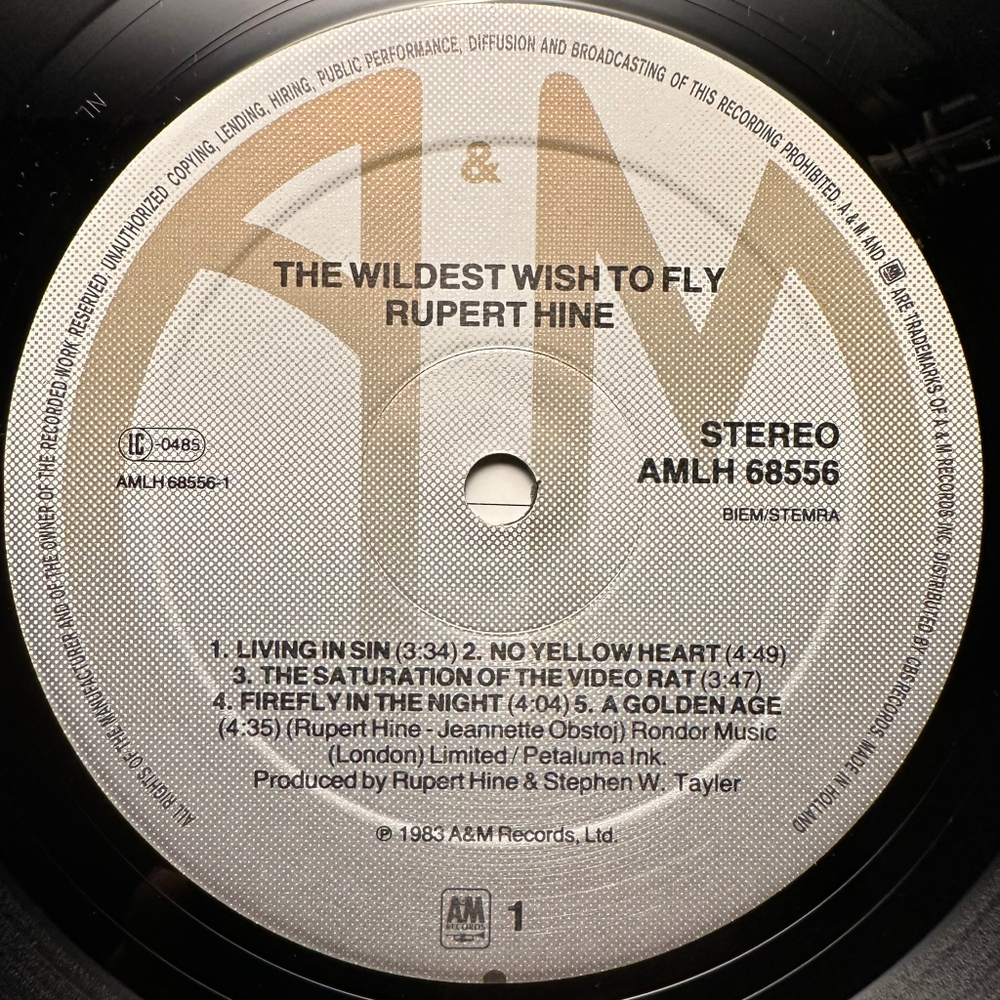 ALL RIGHTS OF THE MANUFACTURER AND OF THE OWNER OF THE RECORDED WORK RESERVED. UNAUTHORIZED COPYING, LENDING, HIRING, PUBLIC PERFORMANCE, DIFFUSION AND BROADCASTING OF THIS RECORDING PROHIBITED. A & M AND AM ARE TRADEMARKS OF A & M RECORDS INC. DISTRIBUTED BY CBS RECORDS. MADE IN HOLLAND
NL
A&M
THE WILDEST WISH TO FLY
RUPERT HINE
LC-0485
AMLH 68556-1
STEREO
AMLH 68556
BIEM/STEMRA
1. LIVING IN SIN (3:34) 2. NO YELLOW HEART (4:49)
3. THE SATURATION OF THE VIDEO RAT (3:47)
4. FIREFLY IN THE NIGHT (4:04) 5. A GOLDEN AGE
(4:35) (Rupert Hine - Jeannette Obstoj) Rondor Music
(London) Limited / Petaluma Ink.
Produced by Rupert Hine & Stephen W. Tayler
℗ 1983 A&M Records, Ltd.
AM
RECORDS
1